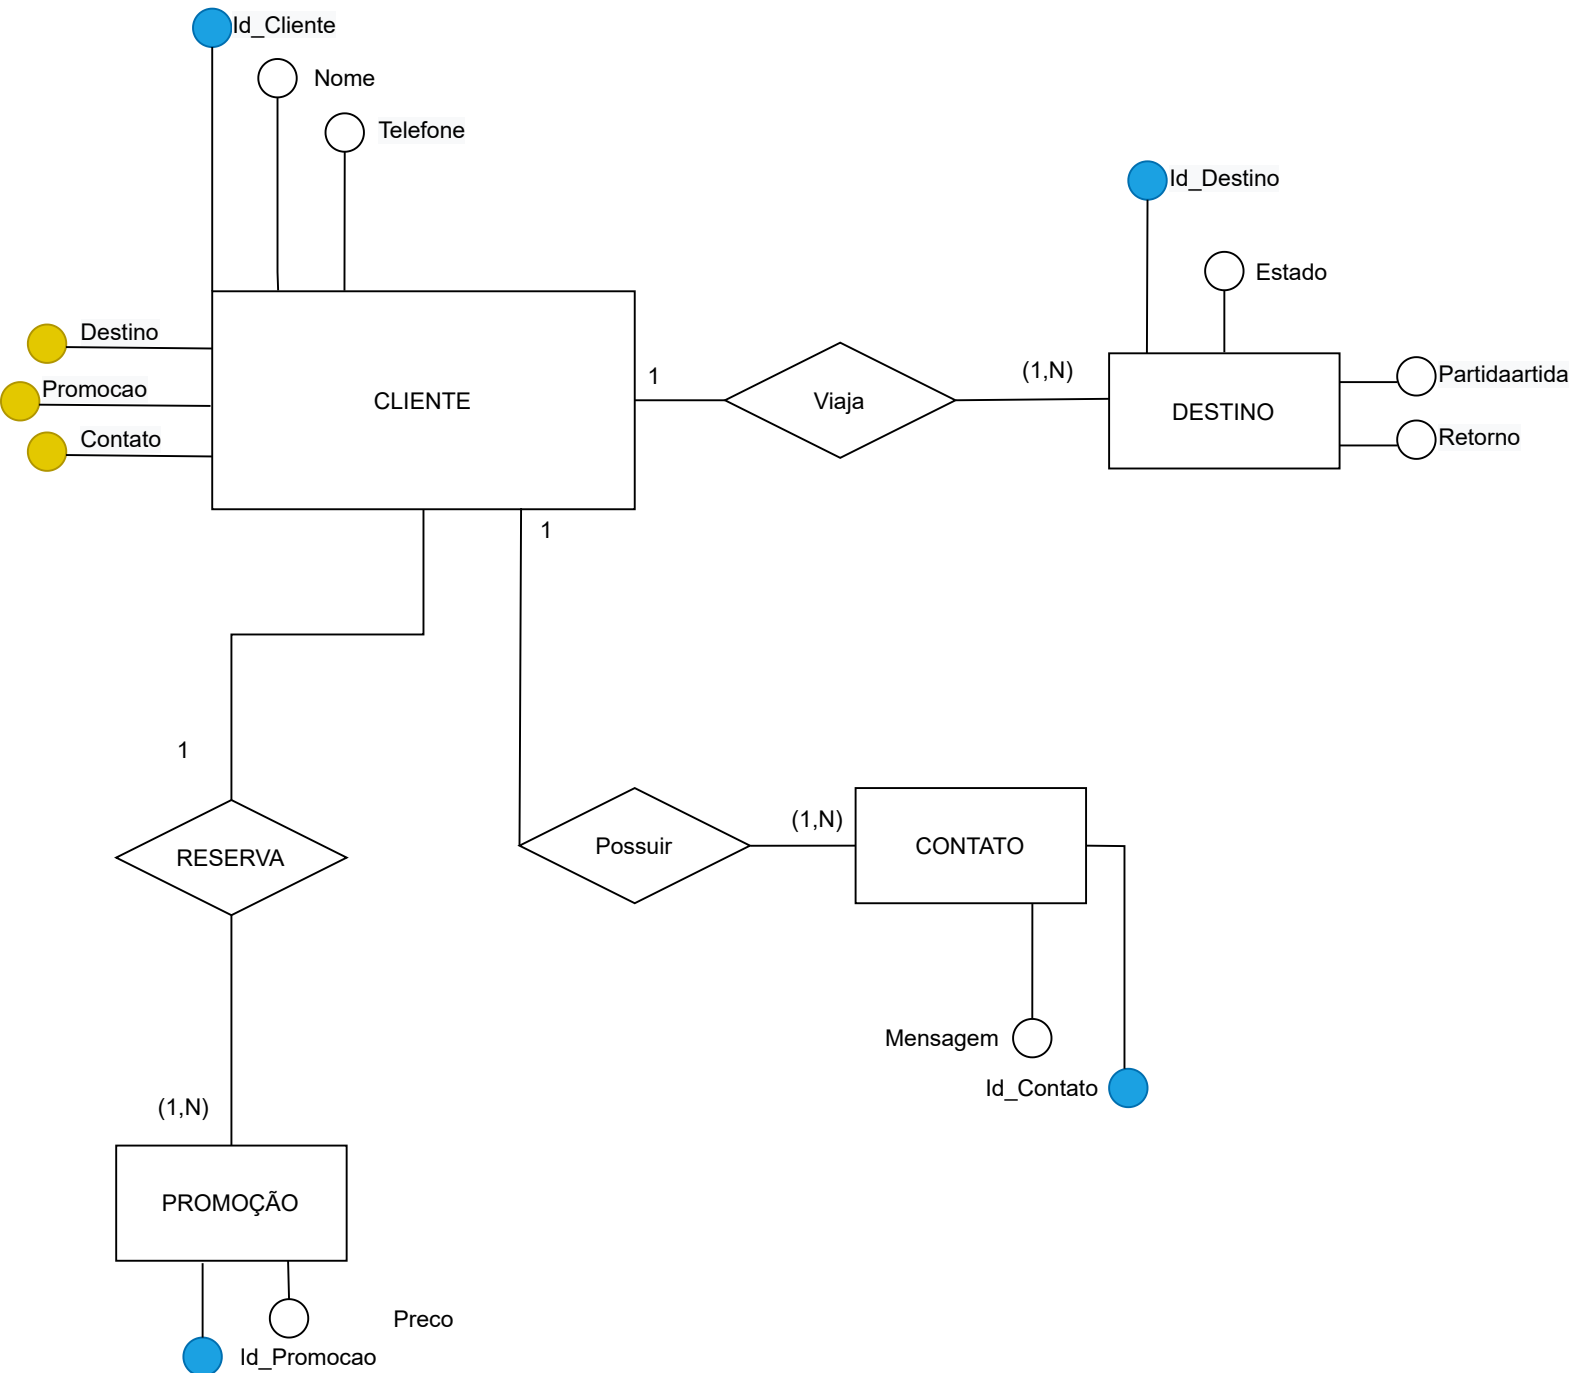 Id_Cliente
Nome
Telefone
Id_Destino
Estado
Destino
Promocao
Contato
CLIENTE
1
Viaja
(1,N)
DESTINO
Partidaartida
Retorno
1
1
RESERVA
Possuir
(1,N)
CONTATO
Mensagem
Id_Contato
(1,N)
PROMOÇÃO
Preco
Id_Promocao